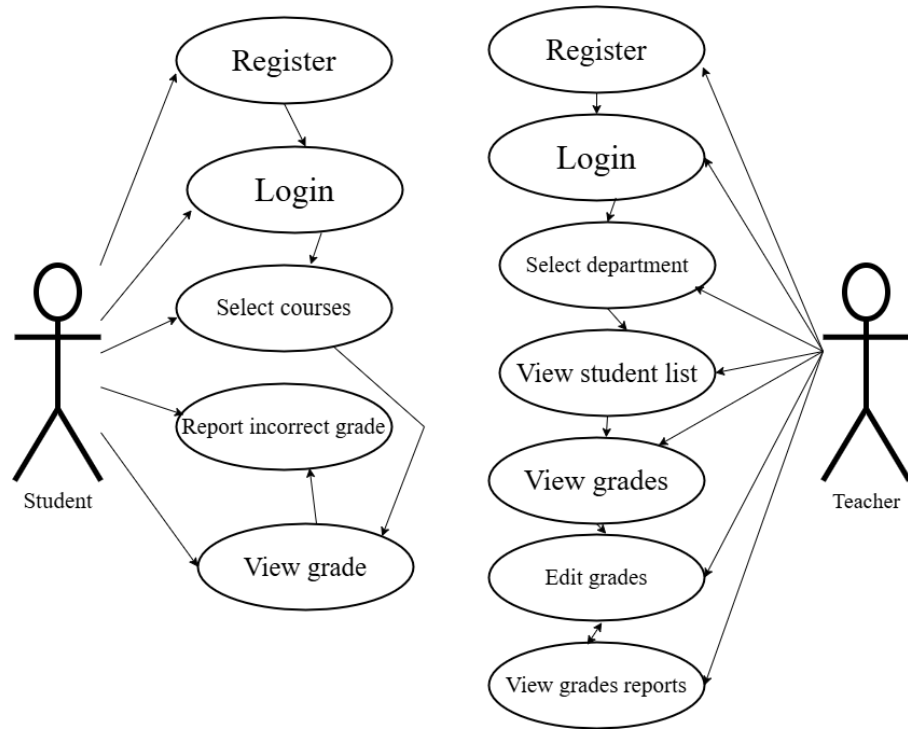 Register
Login
Select courses
Report incorrect grade
View grade
Student
Register
Login
Select department
View student list
View grades
Edit grades
View grades reports
Teacher